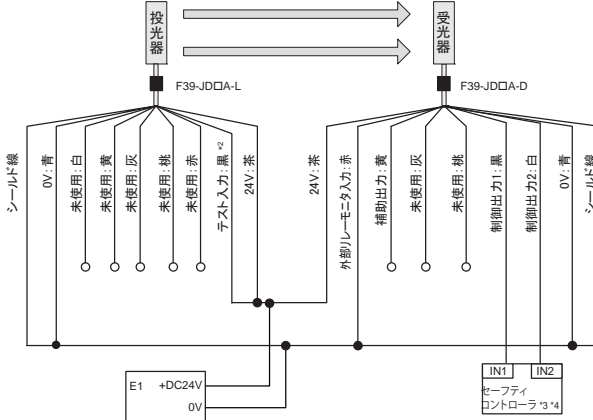 投光器
受光器
F39-JD□A-L
F39-JD□A-D
シールド線
0V: 青
未使用: 白
未使用: 黄
未使用: 灰
未使用: 桃
未使用: 赤
テスト入力: 黒 *2
24V: 茶
24V: 茶
外部リレーモニタ入力: 赤
補助出力: 黄
未使用: 灰
未使用: 桃
制御出力1: 黒
制御出力2: 白
0V: 青
シールド線
E1 +DC24V
0V
IN1 IN2
セーフティ
コントローラ *3 *4